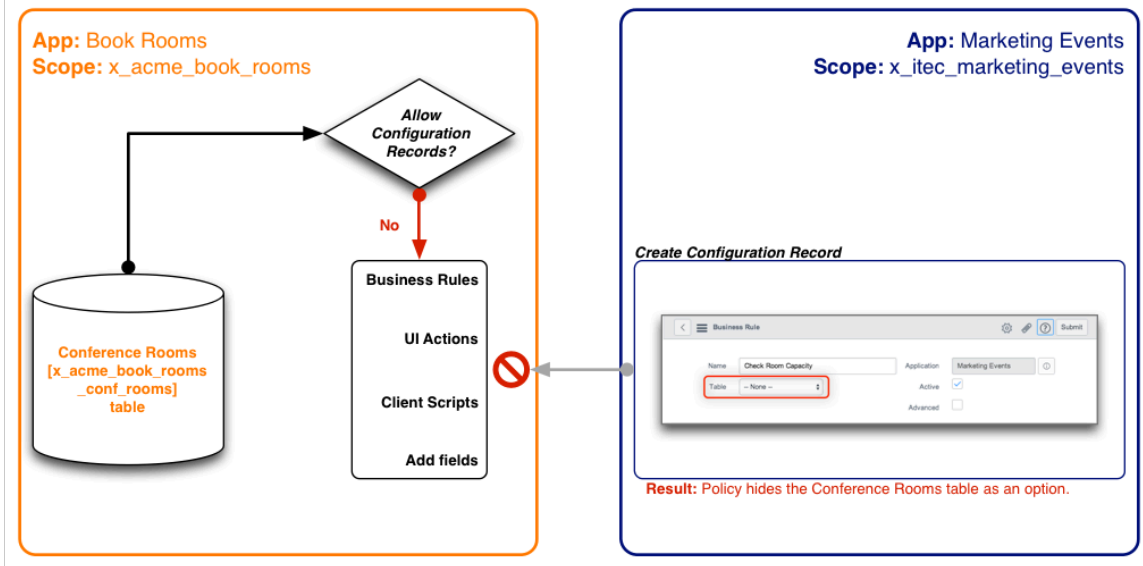 App: Book Rooms
Scope: x_acme_book_rooms
Allow
Configuration
Records?
No
Conference Rooms
[x_acme_book_rooms
_conf_rooms]
table
Business Rules
UI Actions
Client Scripts
Add fields
App: Marketing Events
Scope: x_itec_marketing_events
Create Configuration Record
Business Rule
Submit
Name Check Room Capacity Application Marketing Events
Table -- None -- Active
Advanced
Result: Policy hides the Conference Rooms table as an option.